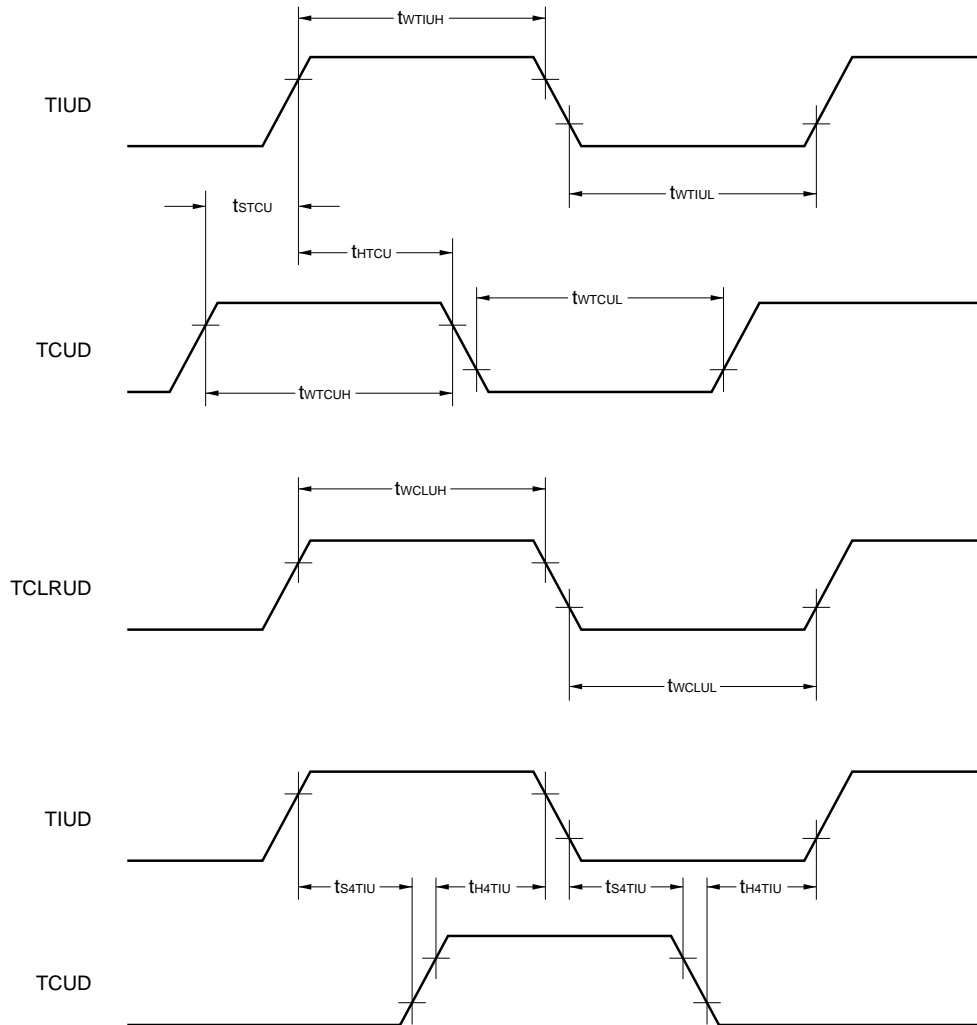 tWTIUH
TIUD
tWTIUL
tSTCU
tHTCU
tWTCUL
TCUD
tWTCUH
tWCLUH
TCLRUD
tWCLUL
TIUD
tS4TIU tH4TIU tS4TIU tH4TIU
TCUD